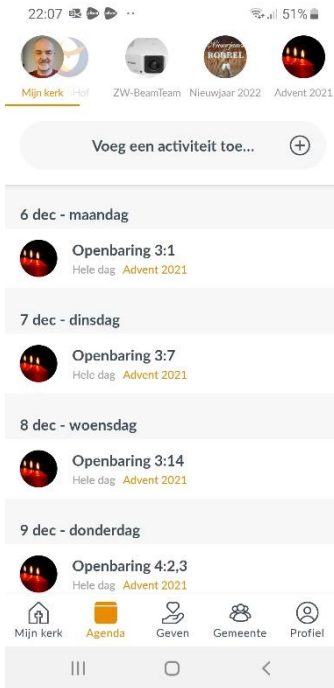 22:07
51%
Mijn kerk
Hof
ZW-BeamTeam
Nieuwjaar 2022
Advent 2021
Voeg een activiteit toe...
6 dec - maandag
Openbaring 3:1
Hele dag Advent 2021
7 dec - dinsdag
Openbaring 3:7
Hele dag Advent 2021
8 dec - woensdag
Openbaring 3:14
Hele dag Advent 2021
9 dec - donderdag
Openbaring 4:2,3
Hele dag Advent 2021
Mijn kerk
Agenda
Geven
Gemeente
Profiel